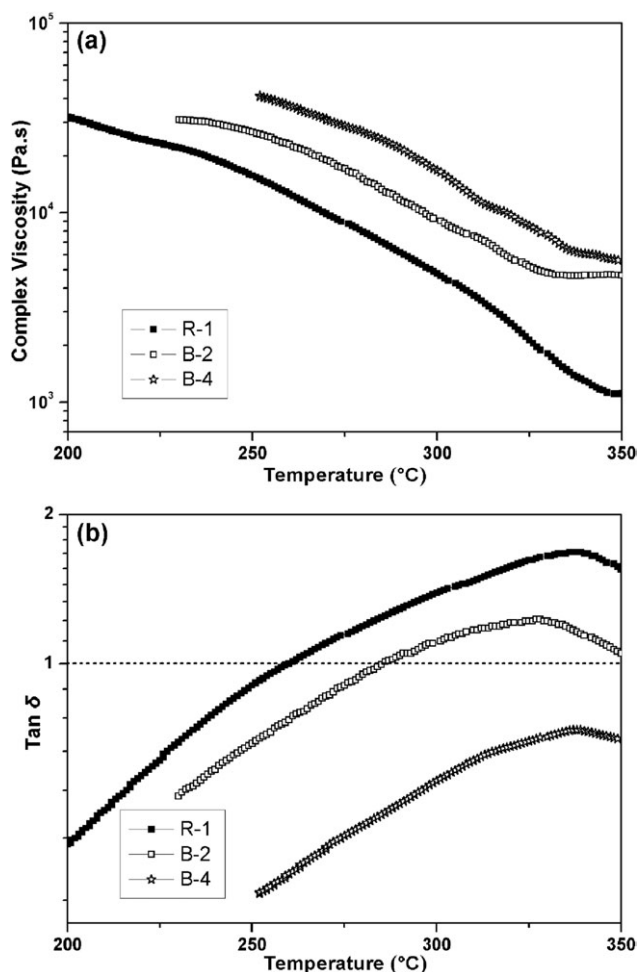 (a)
10⁵
10⁴
10³
Complex Viscosity (Pa.s)
R-1
B-2
B-4
200
250
300
350
Temperature (°C)
(b)
2
1
Tan δ
R-1
B-2
B-4
200
250
300
350
Temperature (°C)